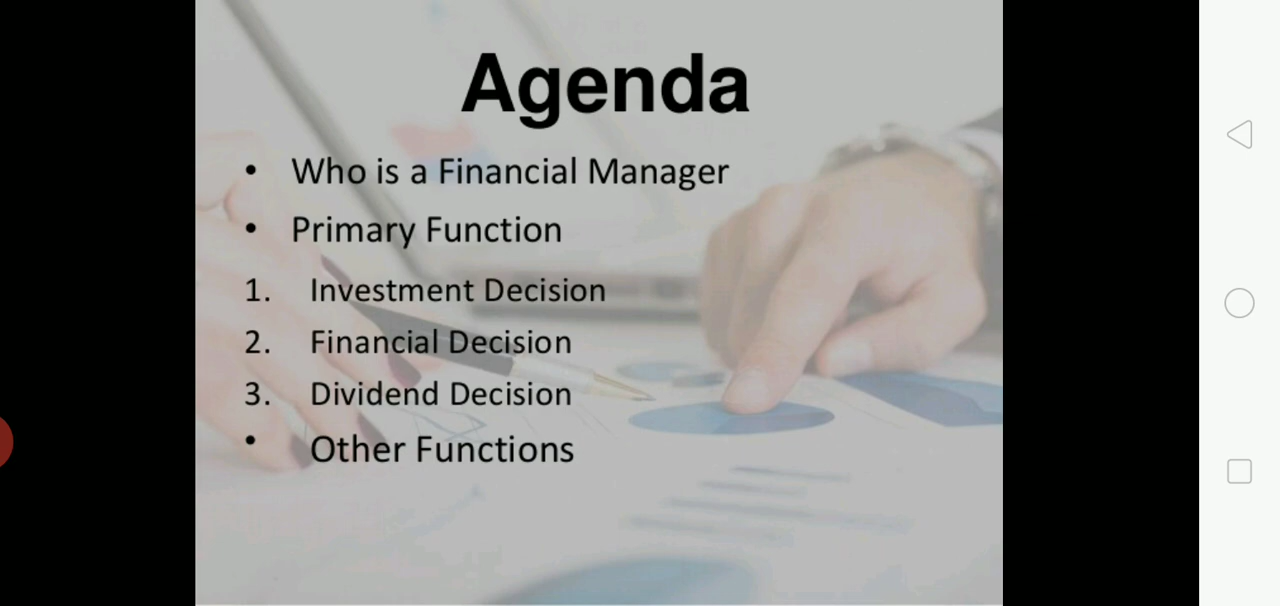 Agenda
• Who is a Financial Manager
• Primary Function
1. Investment Decision
2. Financial Decision
3. Dividend Decision
• Other Functions